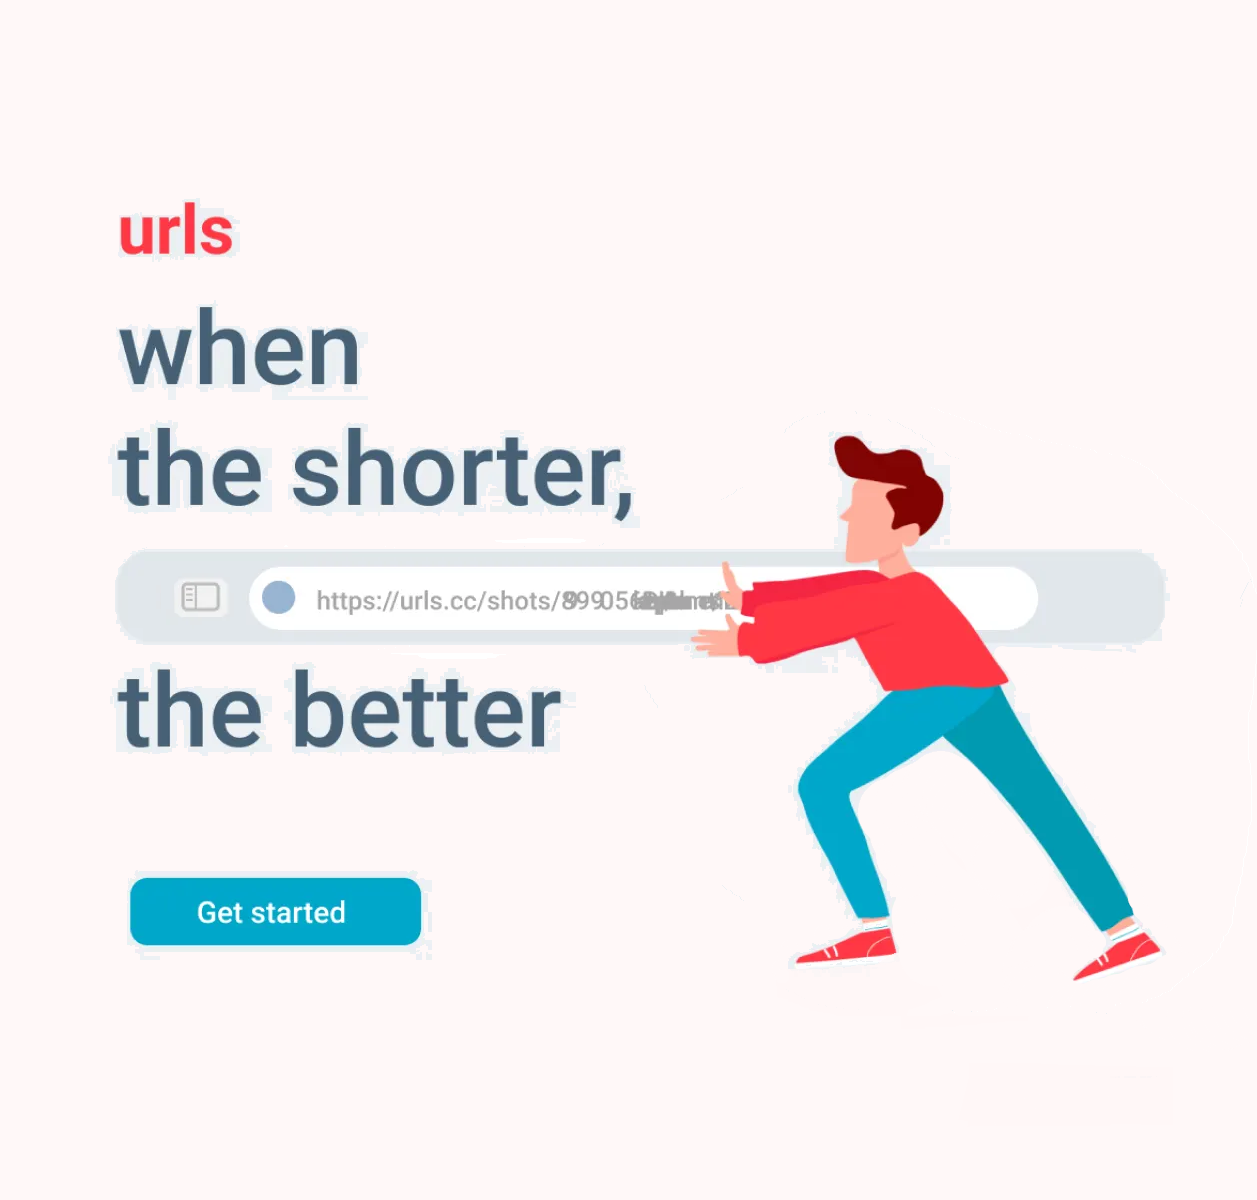 urls
when
the shorter,
https://urls.cc/shots/
the better
Get started